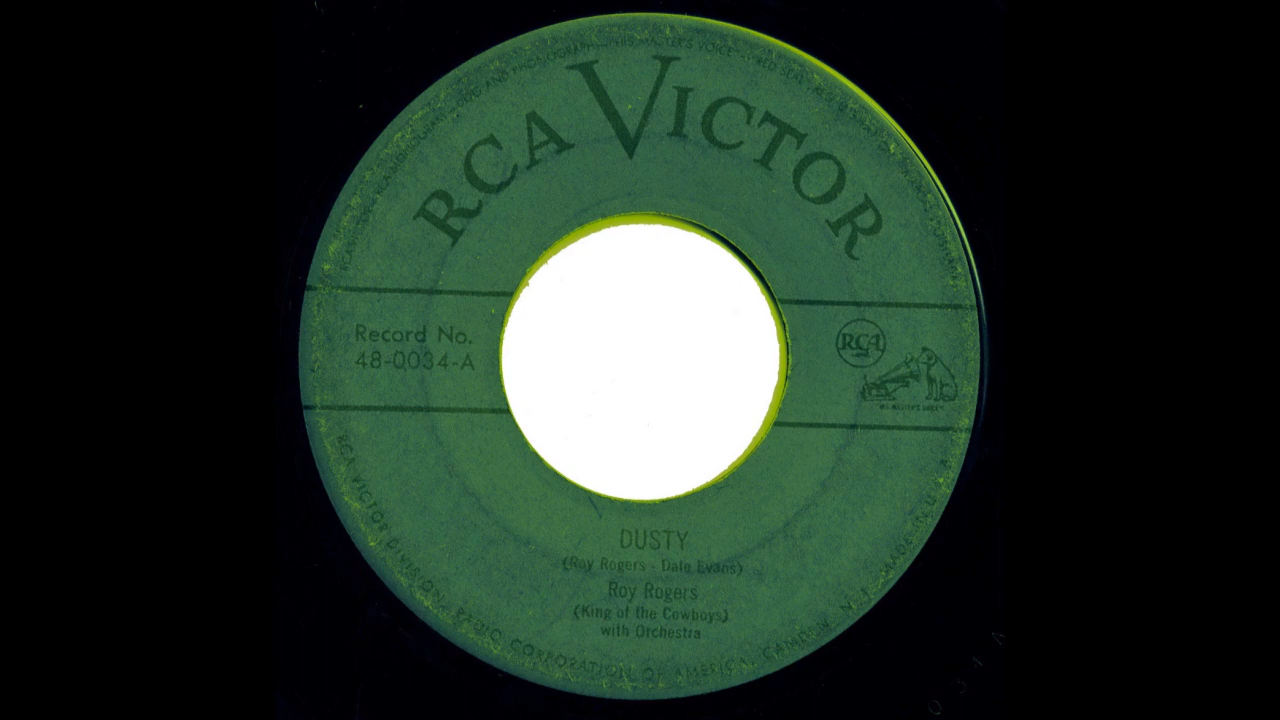 RCA VICTOR
Record No.
48-0034-A
RCA
DUSTY
(Roy Rogers - Dale Evans)
Roy Rogers
(King of the Cowboys)
with Orchestra
RCA VICTOR DIVISION, RADIO CORPORATION OF AMERICA, CAMDEN, N.J. MADE IN U.S.A.